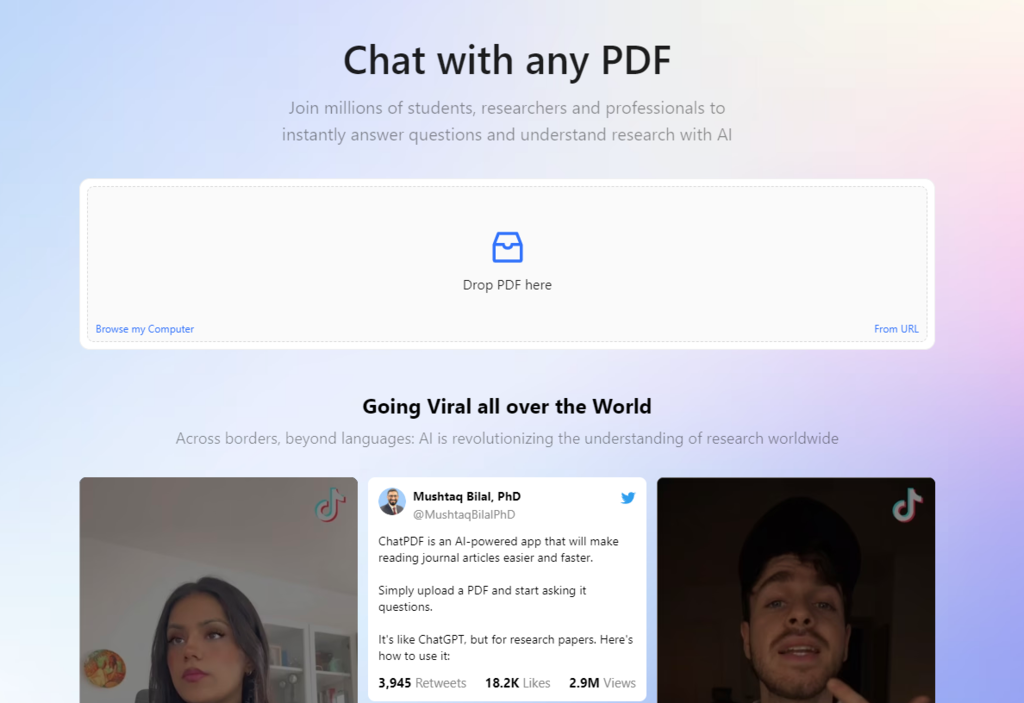 Chat with any PDF
Join millions of students, researchers and professionals to
instantly answer questions and understand research with AI
Drop PDF here
Browse my Computer
From URL
Going Viral all over the World
Across borders, beyond languages: AI is revolutionizing the understanding of research worldwide
Mushtaq Bilal, PhD
@MushtaqBilalPhD
ChatPDF is an AI-powered app that will make
reading journal articles easier and faster.
Simply upload a PDF and start asking it
questions.
It's like ChatGPT, but for research papers. Here's
how to use it:
3,945 Retweets 18.2K Likes 2.9M Views